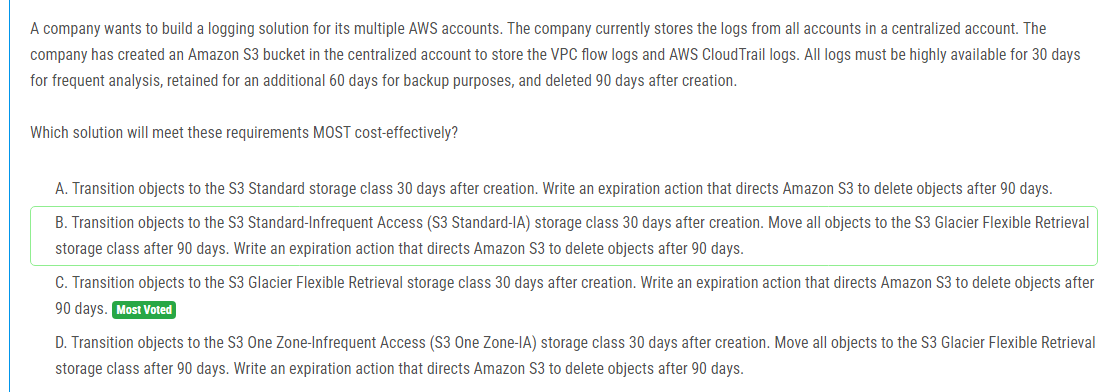 A company wants to build a logging solution for its multiple AWS accounts. The company currently stores the logs from all accounts in a centralized account. The
company has created an Amazon S3 bucket in the centralized account to store the VPC flow logs and AWS CloudTrail logs. All logs must be highly available for 30 days
for frequent analysis, retained for an additional 60 days for backup purposes, and deleted 90 days after creation.
Which solution will meet these requirements MOST cost-effectively?
A. Transition objects to the S3 Standard storage class 30 days after creation. Write an expiration action that directs Amazon S3 to delete objects after 90 days.
B. Transition objects to the S3 Standard-Infrequent Access (S3 Standard-IA) storage class 30 days after creation. Move all objects to the S3 Glacier Flexible Retrieval
storage class after 90 days. Write an expiration action that directs Amazon S3 to delete objects after 90 days.
C. Transition objects to the S3 Glacier Flexible Retrieval storage class 30 days after creation. Write an expiration action that directs Amazon S3 to delete objects after
90 days. Most Voted
D. Transition objects to the S3 One Zone-Infrequent Access (S3 One Zone-IA) storage class 30 days after creation. Move all objects to the S3 Glacier Flexible Retrieval
storage class after 90 days. Write an expiration action that directs Amazon S3 to delete objects after 90 days.